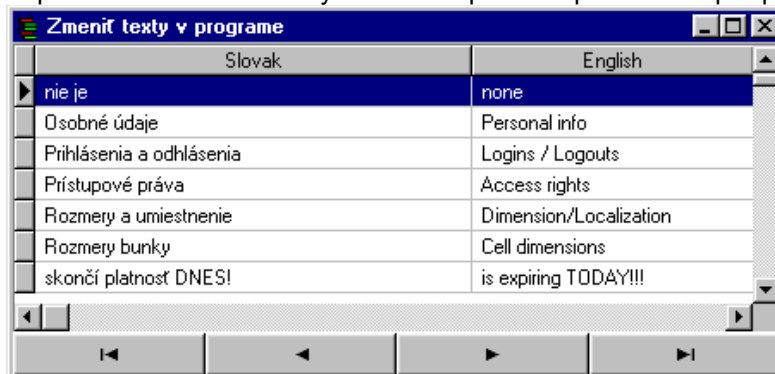 Zmeniť texty v programe
Slovak English
nie je none
Osobné údaje Personal info
Prihlásenia a odhlásenia Logins / Logouts
Prístupové práva Access rights
Rozmery a umiestnenie Dimension/Localization
Rozmery bunky Cell dimensions
skončí platnosť DNES! is expiring TODAY!!!